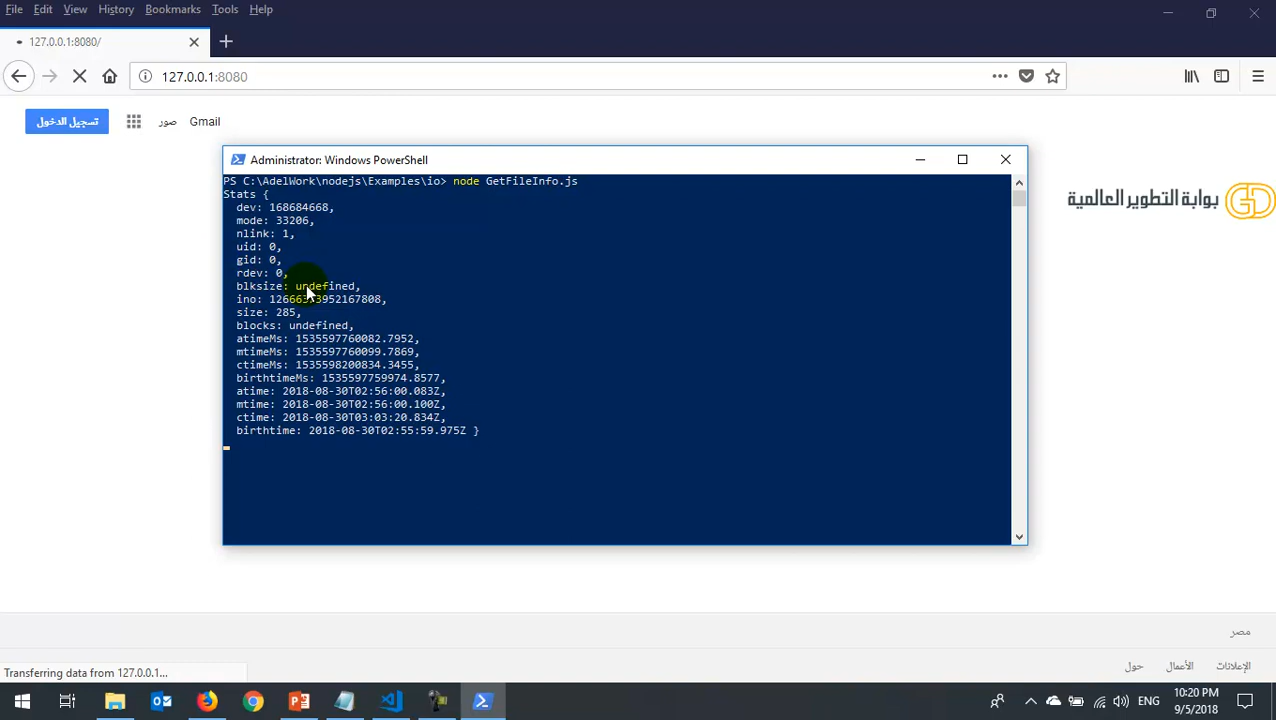 File Edit View History Bookmarks Tools Help
127.0.0.1:8080/
127.0.0.1:8080
تسجيل الدخول
صور
Gmail
Administrator: Windows PowerShell
PS C:\AdelWork\nodejs\Examples\io> node GetFileInfo.js
Stats {
dev: 168684668,
mode: 33206,
nlink: 1,
uid: 0,
gid: 0,
rdev: 0,
blksize: undefined,
ino:
size: 285,
blocks: undefined,
atimeMs: 1535597760082.7952,
mtimeMs: 1535597760099.7869,
ctimeMs: 1535598200834.3455,
birthtimeMs: 1535597759974.8577,
atime: 2018-08-30T02:56:00.083Z,
mtime: 2018-08-30T02:56:00.100Z,
ctime: 2018-08-30T03:03:20.834Z,
birthtime: 2018-08-30T02:55:59.975Z }
بوابة التطوير العالمية
مصر
الإعلانات الأعمال حول
Transferring data from 127.0.0.1...
ENG
10:20 PM
9/5/2018